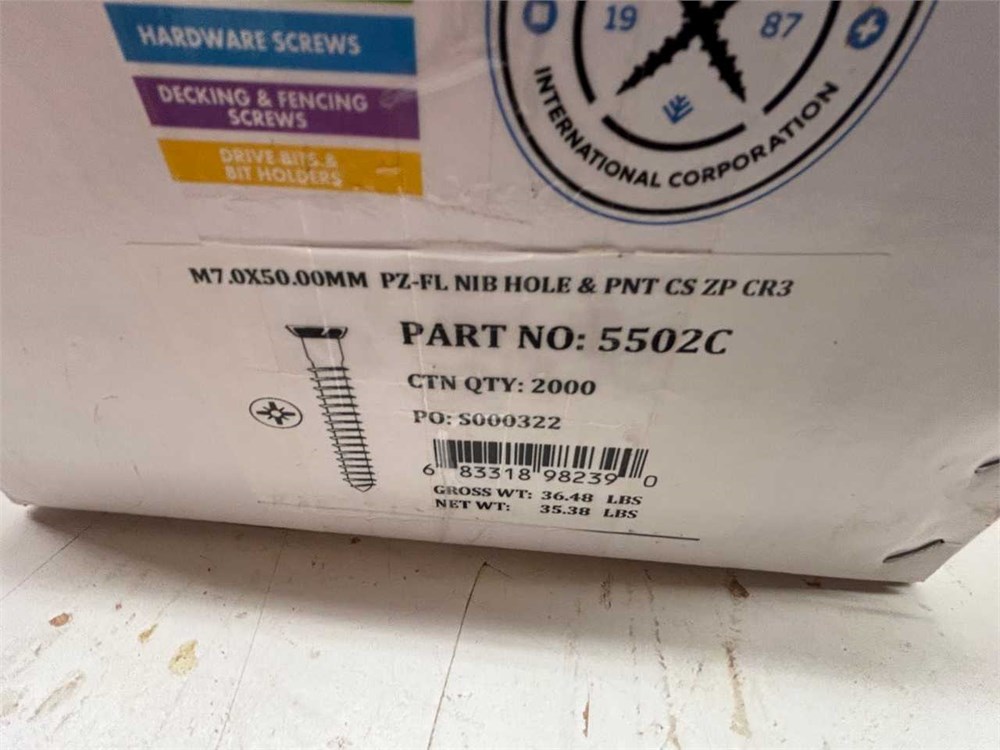 HARDWARE SCREWS
DECKING & FENCING
SCREWS
DRIVE BITS &
BIT HOLDERS
19 87
INTERNATIONAL CORPORATION
M7.0X50.00MM PZ-FL NIB HOLE & PNT CS ZP CR3
PART NO: 5502C
CTN QTY: 2000
PO: S000322
6 83318 98239 0
GROSS WT: 36.48 LBS
NET WT: 35.38 LBS